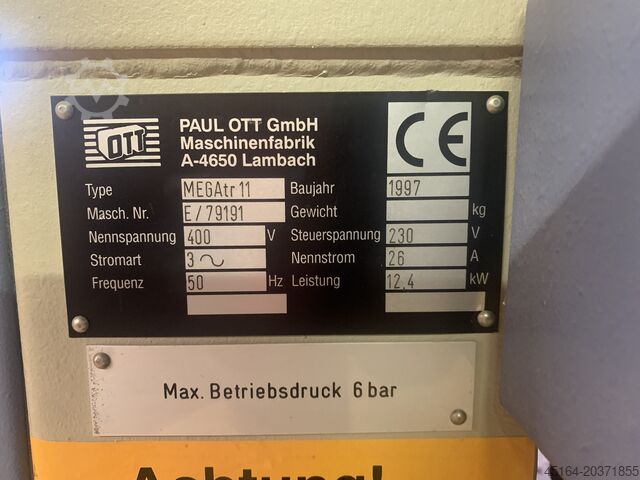 OTT
PAUL OTT GmbH
Maschinenfabrik
A-4650 Lambach
CE
Type MEGAtr 11 Baujahr 1997
Masch. Nr. E/79191 Gewicht kg
Nennspannung 400 V Steuerspannung 230 V
Stromart 3 ~ Nennstrom 26 A
Frequenz 50 Hz Leistung 12,4 kW
Max. Betriebsdruck 6 bar
Achtung!
45164-20371855